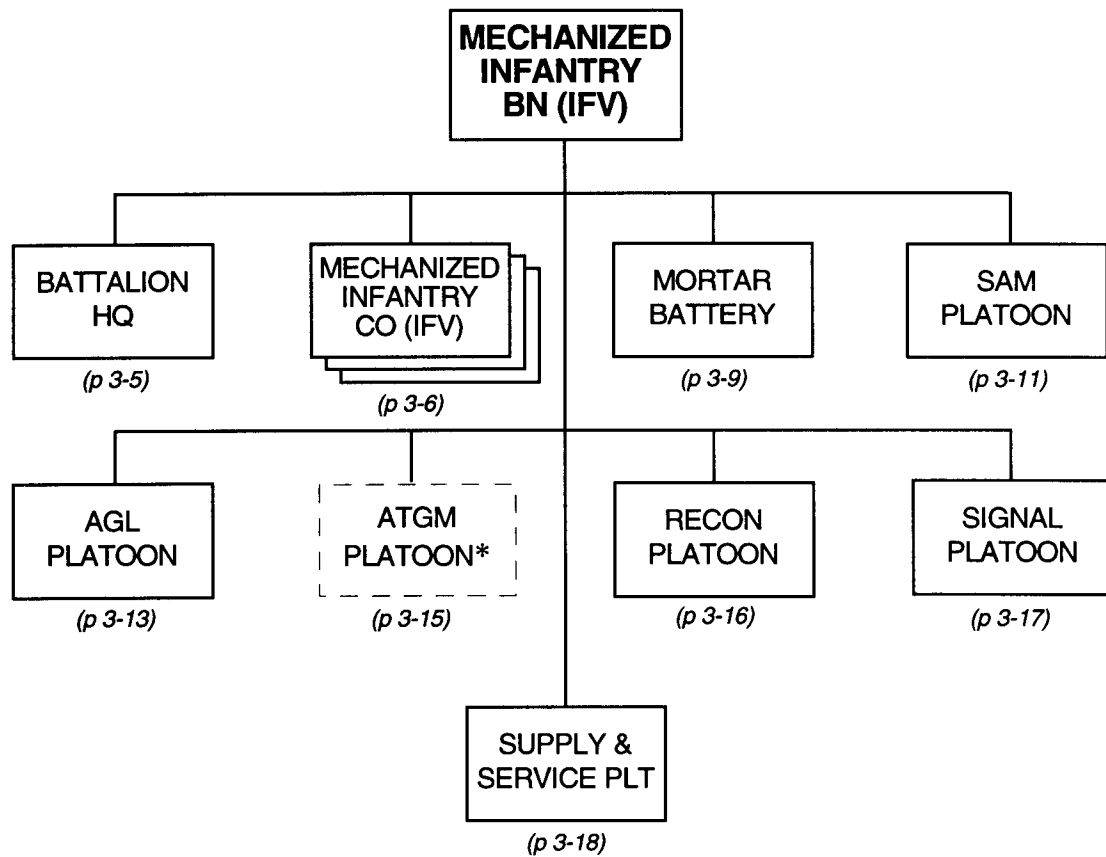 MECHANIZED
INFANTRY
BN (IFV)
BATTALION
HQ
(p 3-5)
MECHANIZED
INFANTRY
CO (IFV)
(p 3-6)
MORTAR
BATTERY
(p 3-9)
SAM
PLATOON
(p 3-11)
AGL
PLATOON
(p 3-13)
ATGM
PLATOON*
(p 3-15)
RECON
PLATOON
(p 3-16)
SIGNAL
PLATOON
(p 3-17)
SUPPLY &
SERVICE PLT
(p 3-18)